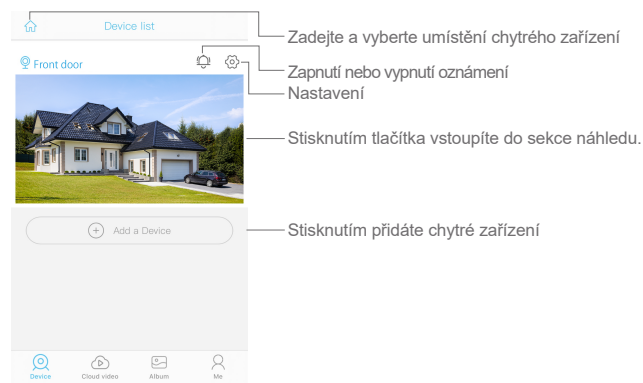 Device list
Zadejte a vyberte umístění chytrého zařízení
Front door
Zapnutí nebo vypnutí oznámení
Nastavení
Stisknutím tlačítka vstoupíte do sekce náhledu.
Add a Device
Stisknutím přidáte chytré zařízení
Device
Cloud video
Album
Me